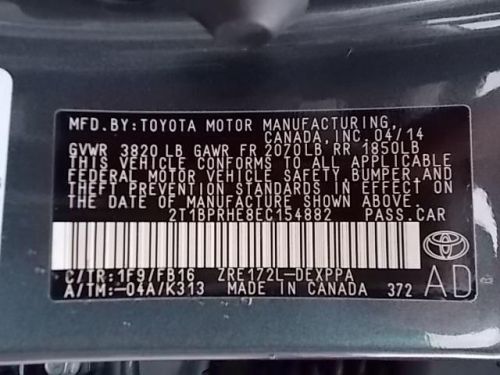 MFD.BY:TOYOTA MOTOR MANUFACTURING,
CANADA, INC. 04/14
GVWR 3820LB GAWR FR 2070LB RR 1850LB
THIS VEHICLE CONFORMS TO ALL APPLICABLE
FEDERAL MOTOR VEHICLE SAFETY, BUMPER, AND
THEFT PREVENTION STANDARDS IN EFFECT ON
THE DATE OF MANUFACTURE SHOWN ABOVE.
2T1BPRHE8EC154882 PASS.CAR
C/TR:1F9/FB16 ZRE172L-DEXPPA
A/TM:-04A/K313 MADE IN CANADA 372
AD